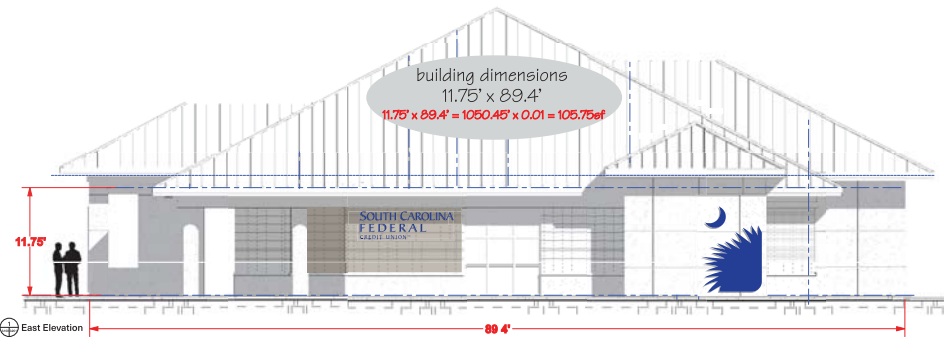 building dimensions
11.75' x 89.4'
11.75' x 89.4' = 1050.45' x 0.01 = 105.75sf
SOUTH CAROLINA
FEDERAL
CREDIT UNION
11.75'
1
East Elevation
89 4'